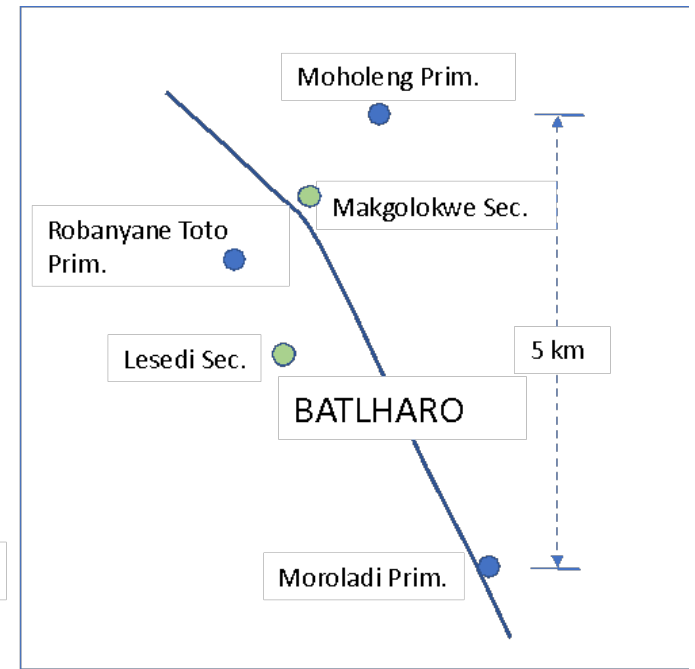 Moholeng Prim.
Makgolokwe Sec.
Robanyane Toto
Prim.
5 km
Lesedi Sec.
BATLHARO
Moroladi Prim.